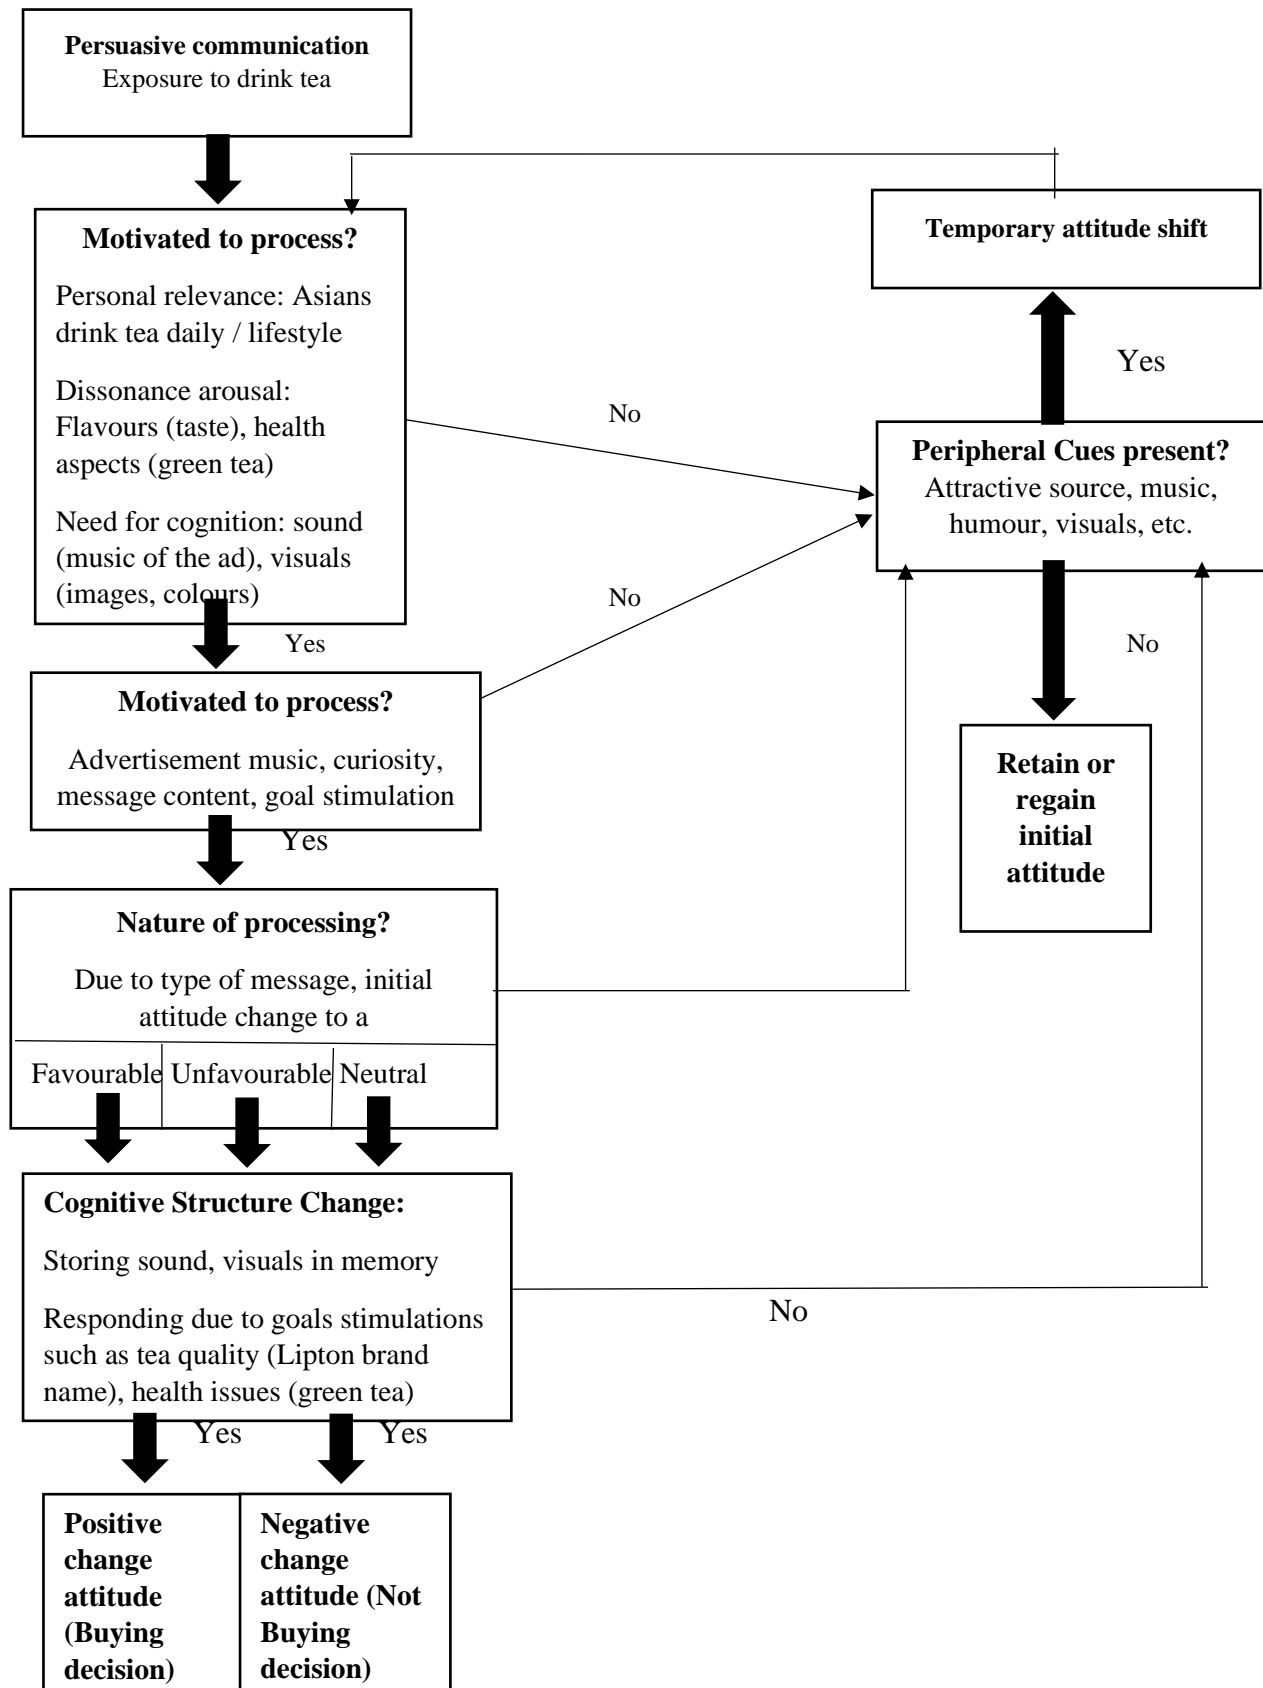 Persuasive communication
Exposure to drink tea
Motivated to process?
Personal relevance: Asians
drink tea daily / lifestyle
Dissonance arousal:
Flavours (taste), health
aspects (green tea)
Need for cognition: sound
(music of the ad), visuals
(images, colours)
Yes
No
No
Motivated to process?
Advertisement music, curiosity,
message content, goal stimulation
Yes
Nature of processing?
Due to type of message, initial
attitude change to a
Favourable Unfavourable Neutral
Cognitive Structure Change:
Storing sound, visuals in memory
Responding due to goals stimulations
such as tea quality (Lipton brand
name), health issues (green tea)
No
Yes
Yes
Positive
change
attitude
(Buying
decision)
Negative
change
attitude (Not
Buying
decision)
Temporary attitude shift
Yes
Peripheral Cues present?
Attractive source, music,
humour, visuals, etc.
No
Retain or
regain
initial
attitude